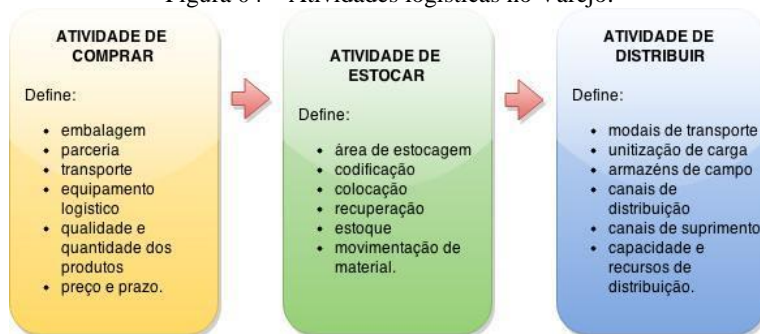 Figura 04 – Atividades logísticas no Varejo.
ATIVIDADE DE
COMPRAR
Define:
• embalagem
• parceria
• transporte
• equipamento
logístico
• qualidade e
quantidade dos
produtos
• preço e prazo.
ATIVIDADE DE
ESTOCAR
Define:
• área de estocagem
• codificação
• colocação
• recuperação
• estoque
• movimentação de
material.
ATIVIDADE DE
DISTRIBUIR
Define:
• modais de transporte
• unitização de carga
• armazéns de campo
• canais de
distribuição
• canais de suprimento
• capacidade e
recursos de
distribuição.